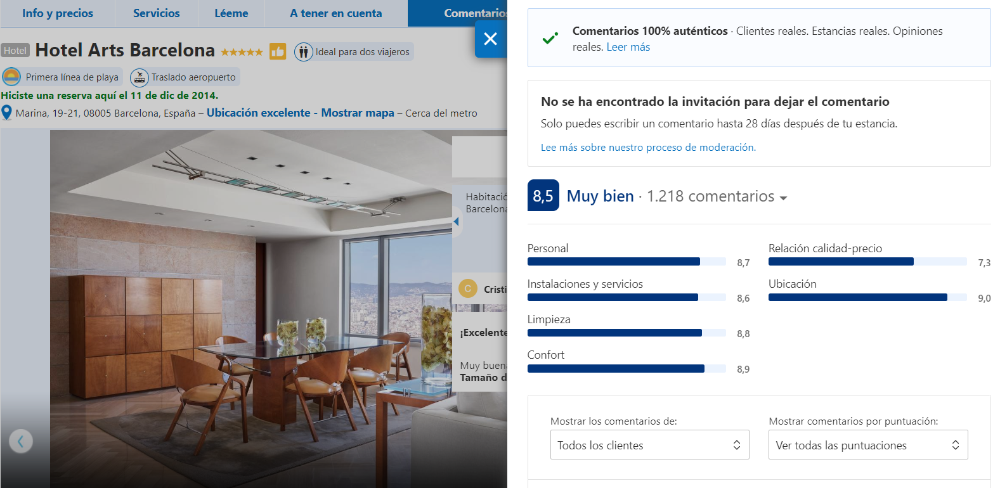 Info y precios
Servicios
Léeme
A tener en cuenta
Comentarios
Hotel
Hotel Arts Barcelona
Ideal para dos viajeros
Primera línea de playa
Traslado aeropuerto
Hiciste una reserva aquí el 11 de dic de 2014.
Marina, 19-21, 08005 Barcelona, España – Ubicación excelente - Mostrar mapa – Cerca del metro
Habitació
Barcelona
C
Cristi
¡Excelente
Muy buena
Tamaño d
Comentarios 100% auténticos · Clientes reales. Estancias reales. Opiniones
reales. Leer más
No se ha encontrado la invitación para dejar el comentario
Solo puedes escribir un comentario hasta 28 días después de tu estancia.
Lee más sobre nuestro proceso de moderación.
8,5 Muy bien · 1.218 comentarios
Personal
8,7
Relación calidad-precio
7,3
Instalaciones y servicios
8,6
Ubicación
9,0
Limpieza
8,8
Confort
8,9
Mostrar los comentarios de:
Todos los clientes
Mostrar comentarios por puntuación:
Ver todas las puntuaciones